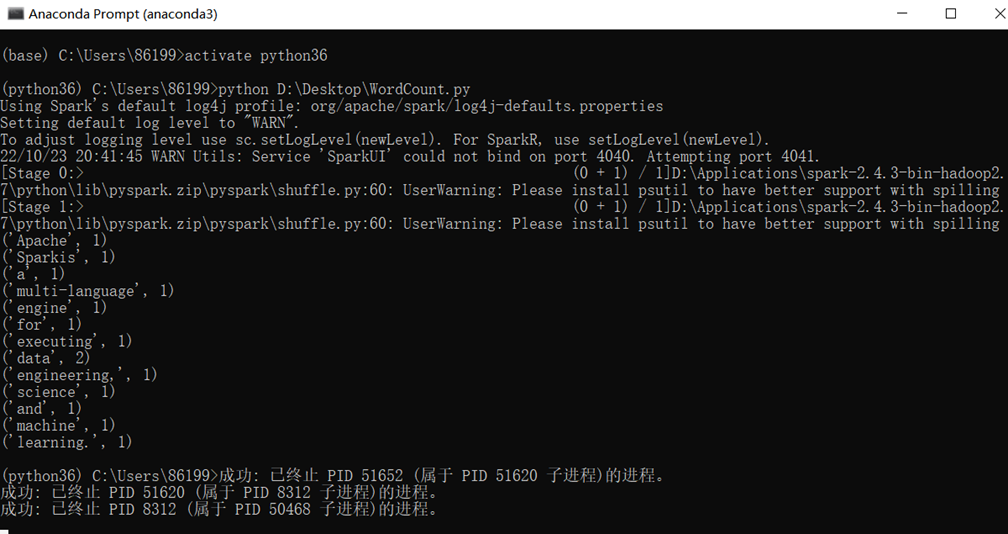 Anaconda Prompt (anaconda3)
(base) C:\Users\86199>activate python36
(python36) C:\Users\86199>python D:\Desktop\WordCount.py
Using Spark's default log4j profile: org/apache/spark/log4j-defaults.properties
Setting default log level to "WARN".
To adjust logging level use sc.setLogLevel(newLevel). For SparkR, use setLogLevel(newLevel).
22/10/23 20:41:45 WARN Utils: Service 'SparkUI' could not bind on port 4040. Attempting port 4041.
[Stage 0:> (0 + 1) / 1]D:\Applications\spark-2.4.3-bin-hadoop2.
7\python\lib\pyspark.zip\pyspark\shuffle.py:60: UserWarning: Please install psutil to have better support with spilling
[Stage 1:> (0 + 1) / 1]D:\Applications\spark-2.4.3-bin-hadoop2.
7\python\lib\pyspark.zip\pyspark\shuffle.py:60: UserWarning: Please install psutil to have better support with spilling
('Apache', 1)
('Sparkis', 1)
('a', 1)
('multi-language', 1)
('engine', 1)
('for', 1)
('executing', 1)
('data', 2)
('engineering,', 1)
('science', 1)
('and', 1)
('machine', 1)
('learning.', 1)
(python36) C:\Users\86199>成功: 已终止 PID 51652 (属于 PID 51620 子进程)的进程。
成功: 已终止 PID 51620 (属于 PID 8312 子进程)的进程。
成功: 已终止 PID 8312 (属于 PID 50468 子进程)的进程。